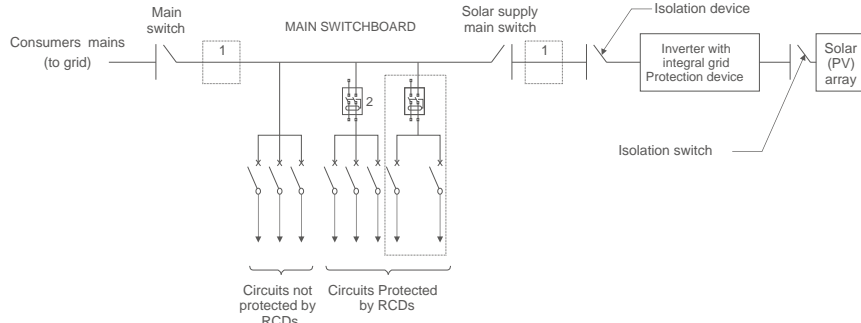 Main
switch
MAIN SWITCHBOARD
Solar supply
main switch
Isolation device
Consumers mains
(to grid)
1
1
Inverter with
integral grid
Protection device
Solar
(PV)
array
2
Isolation switch
Circuits not
protected by
RCDs
Circuits Protected
by RCDs